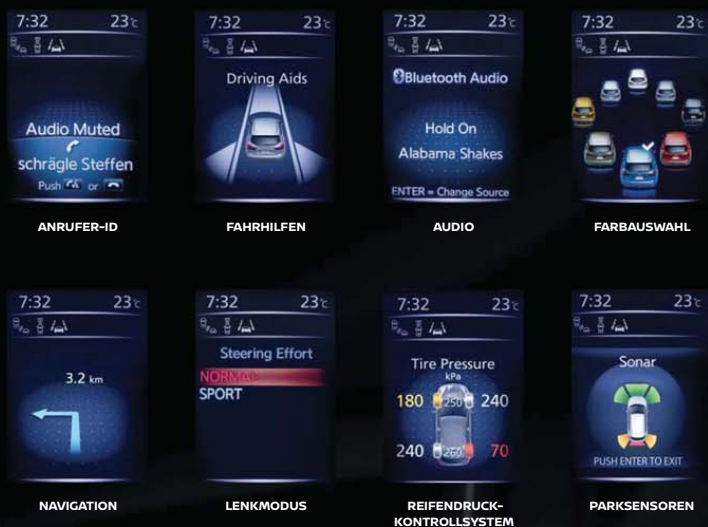 7:32 23°c
Audio Muted
schrägle Steffen
Push or
ANRUFER-ID
7:32 23°c
Driving Aids
FAHRHILFEN
7:32 23°c
Bluetooth Audio
Hold On
Alabama Shakes
ENTER = Change Source
AUDIO
7:32 23°c
FARBAUSWAHL
7:32 23°c
3.2 km
NAVIGATION
7:32 23°c
Steering Effort
NORMAL
SPORT
LENKMODUS
7:32 23°c
Tire Pressure
kPa
180 250 240
240 260 70
REIFENDRUCK-
KONTROLLSYSTEM
7:32 23°c
Sonar
PUSH ENTER TO EXIT
PARKSENSOREN